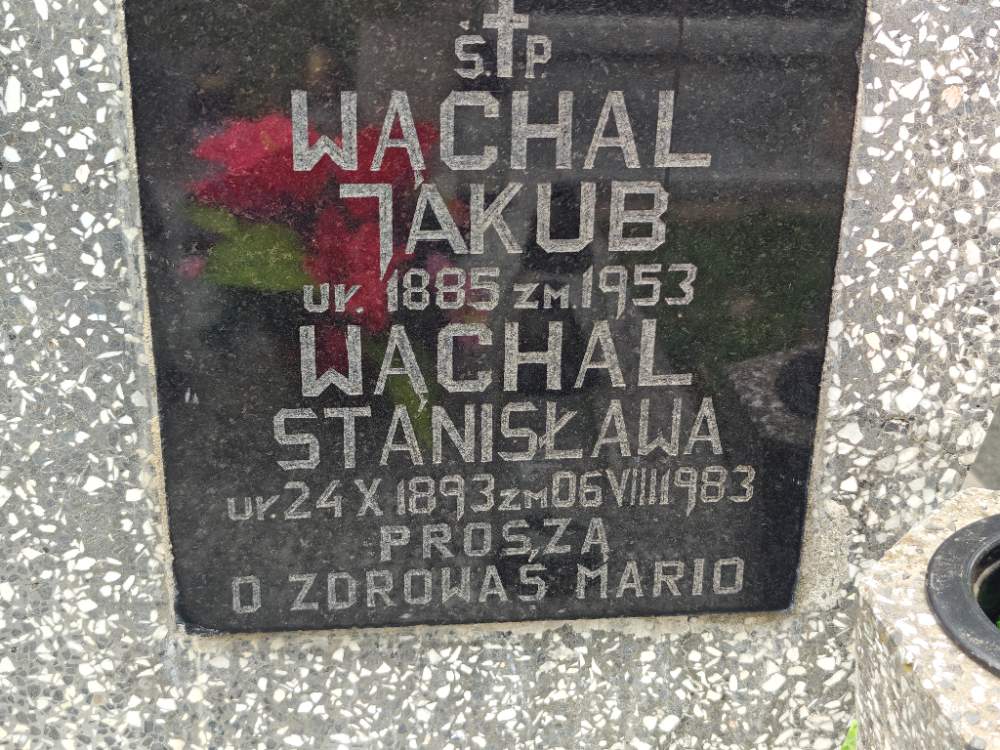 Ś.P.
WĄCHAL
JAKUB
ur. 1885 zm. 1953
WĄCHAL
STANISŁAWA
ur. 24 X 1893 zm 06 VIII 1983
PROSZĄ
O ZDROWAŚ MARIO